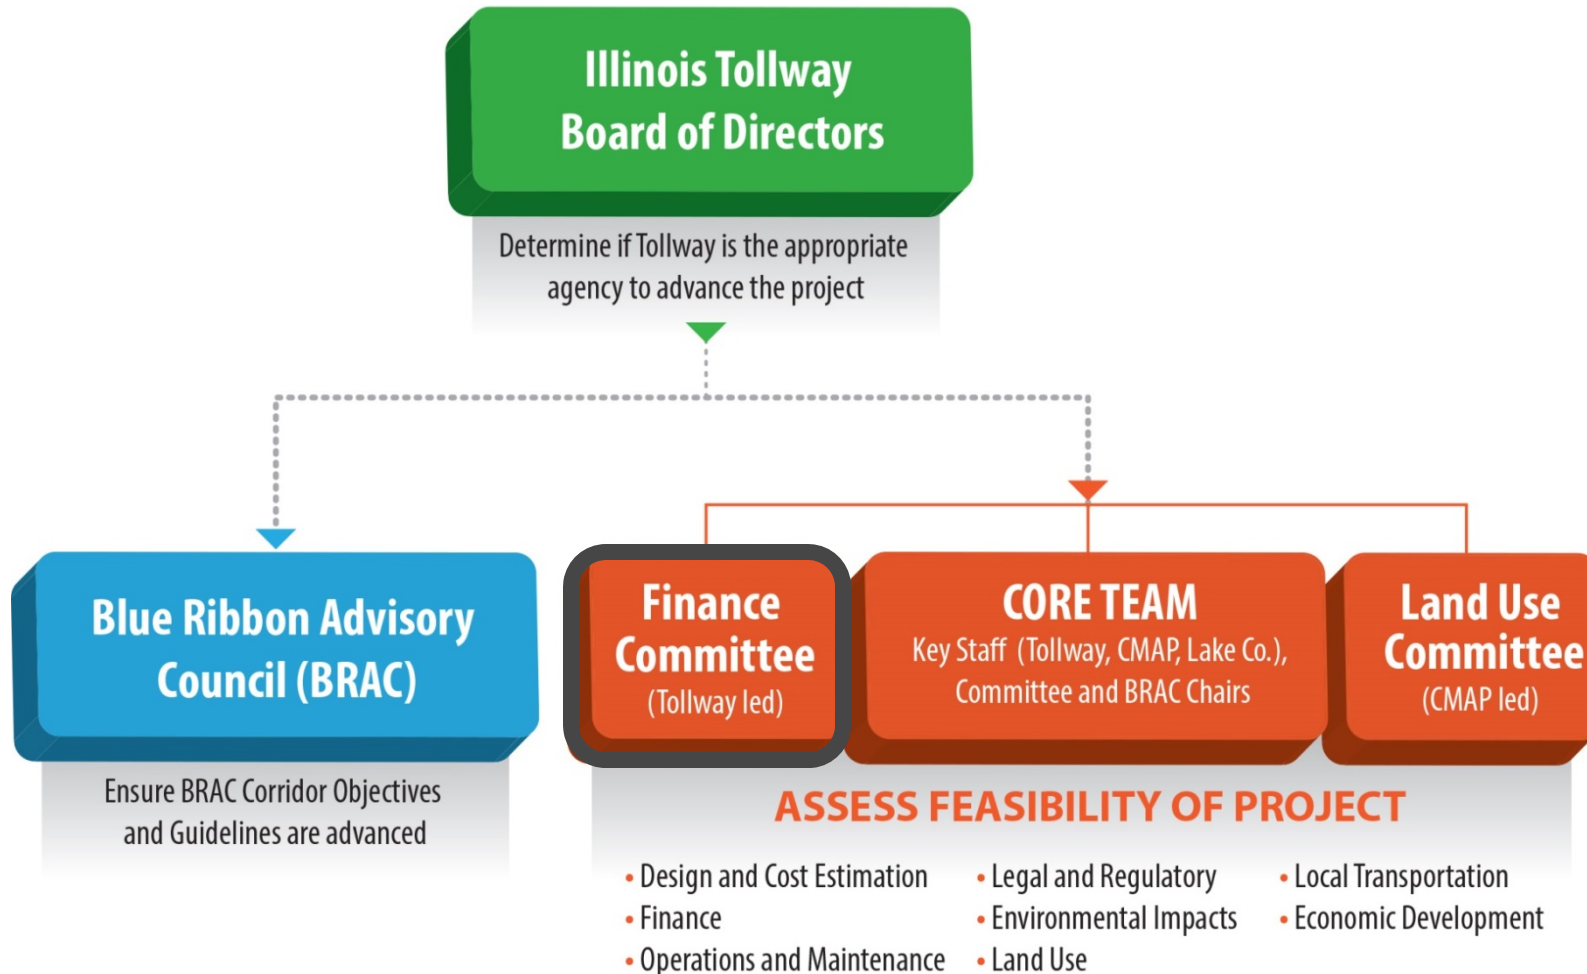 Illinois Tollway
Board of Directors
Determine if Tollway is the appropriate
agency to advance the project
Blue Ribbon Advisory
Council (BRAC)
Ensure BRAC Corridor Objectives
and Guidelines are advanced
Finance
Committee
(Tollway led)
CORE TEAM
Key Staff (Tollway, CMAP, Lake Co.),
Committee and BRAC Chairs
Land Use
Committee
(CMAP led)
ASSESS FEASIBILITY OF PROJECT
• Design and Cost Estimation
• Finance
• Operations and Maintenance
• Legal and Regulatory
• Environmental Impacts
• Land Use
• Local Transportation
• Economic Development